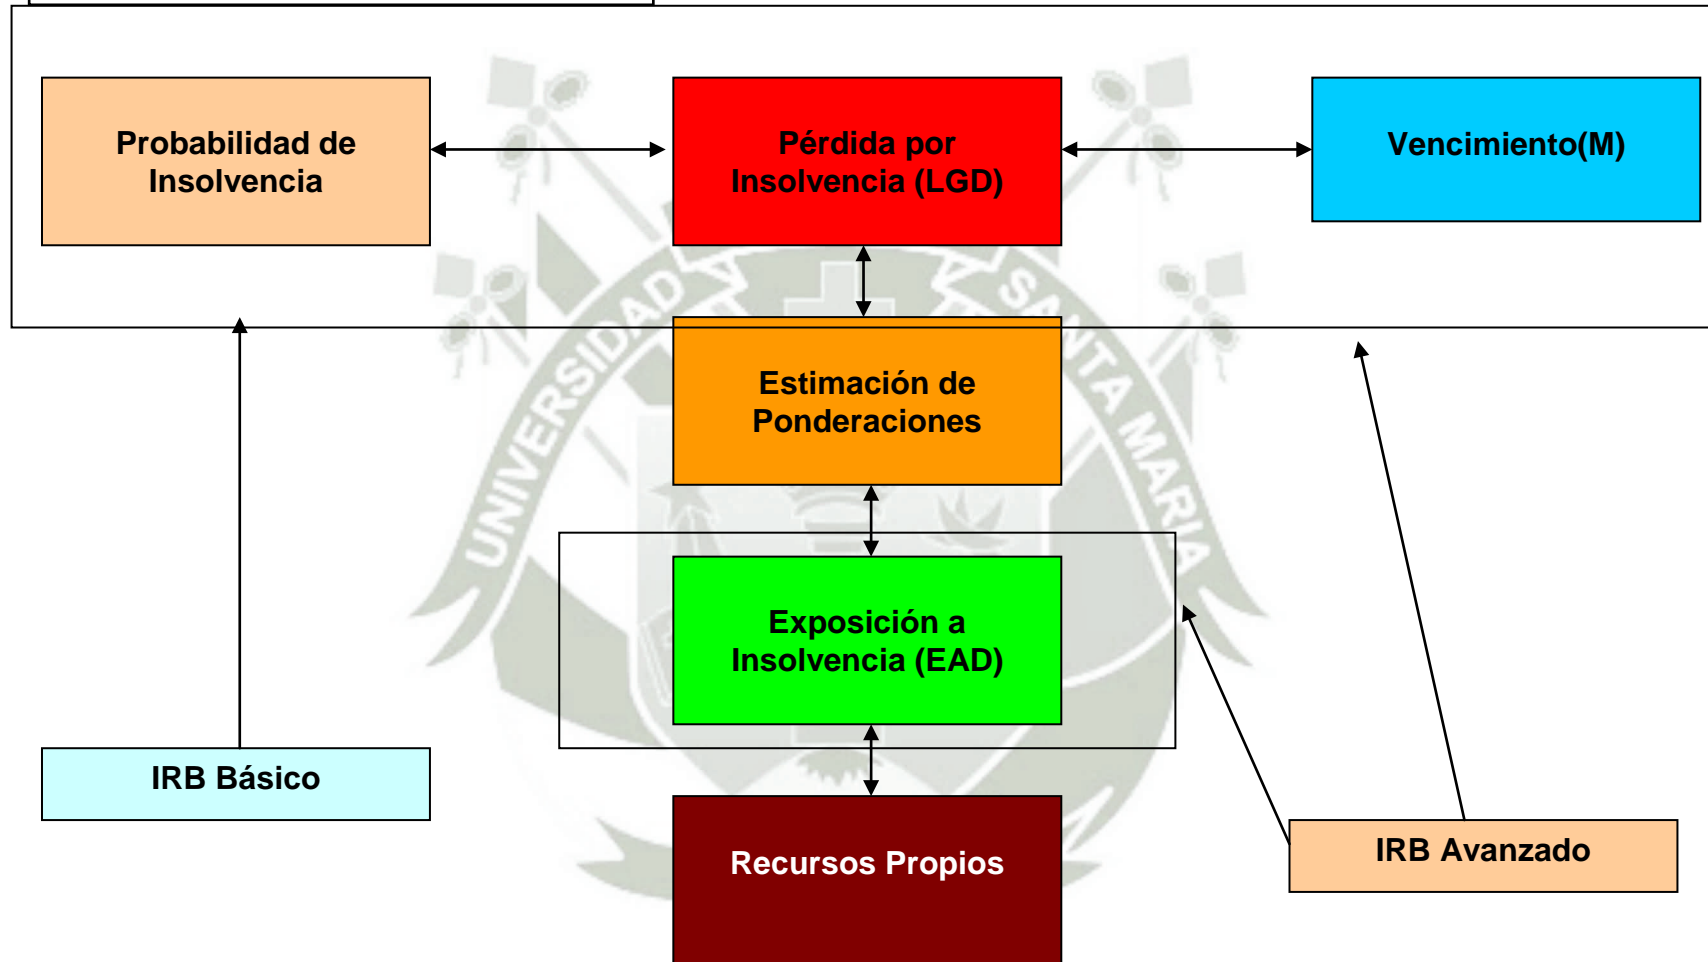 Probabilidad de
Insolvencia
Pérdida por
Insolvencia (LGD)
Vencimiento(M)
Estimación de
Ponderaciones
Exposición a
Insolvencia (EAD)
IRB Básico
Recursos Propios
IRB Avanzado
UNIVERSIDAD
SANTA MARIA